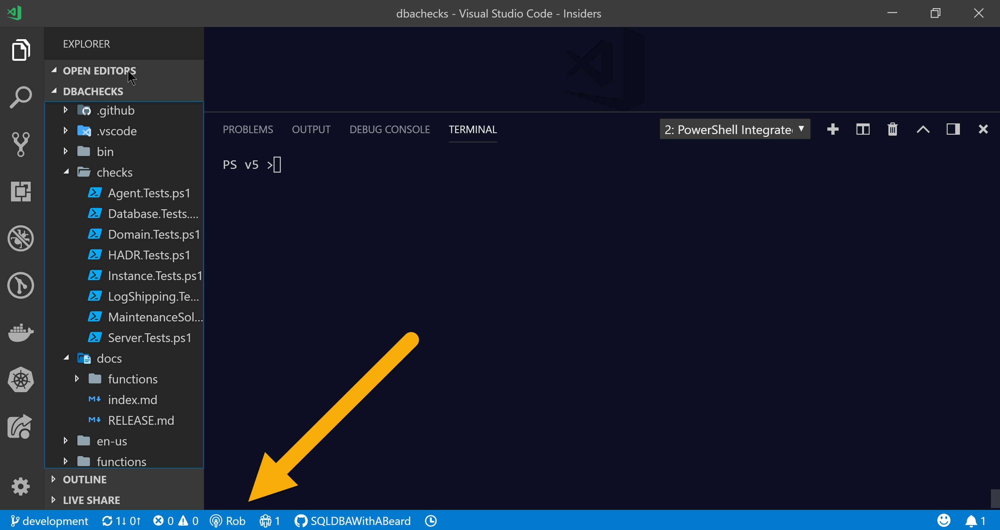 dbachecks - Visual Studio Code - Insiders
EXPLORER
OPEN EDITORS
DBACHECKS
.github
.vscode
bin
checks
Agent.Tests.ps1
Database.Tests....
Domain.Tests.ps1
HADR.Tests.ps1
Instance.Tests.ps1
LogShipping.Te...
MaintenanceSol...
Server.Tests.ps1
docs
functions
index.md
RELEASE.md
en-us
functions
OUTLINE
LIVE SHARE
PROBLEMS OUTPUT DEBUG CONSOLE TERMINAL 2: PowerShell Integrate
PS v5 >
development 1↓ 0↑ 0 0 Rob 1 SQLDBAWithABeard 1